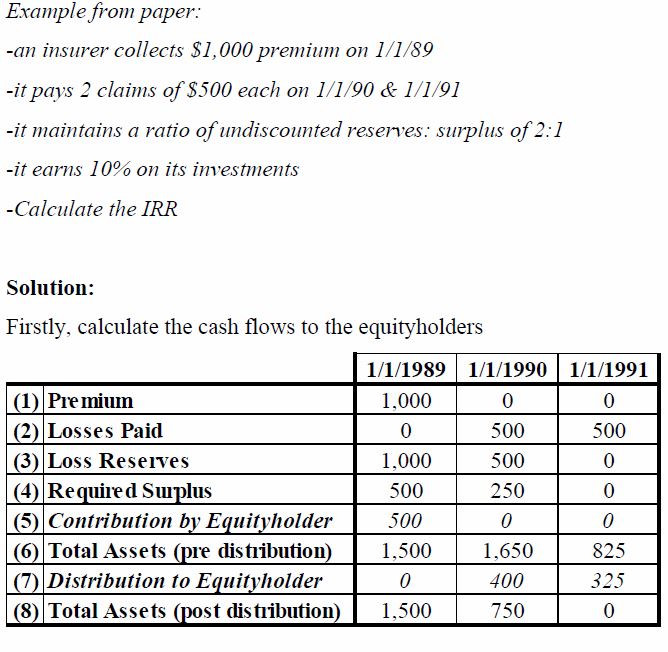 Example from paper:
-an insurer collects $1,000 premium on 1/1/89
-it pays 2 claims of $500 each on 1/1/90 & 1/1/91
-it maintains a ratio of undiscounted reserves: surplus of 2:1
-it earns 10% on its investments
-Calculate the IRR
Solution:
Firstly, calculate the cash flows to the equityholders
1/1/1989 1/1/1990 1/1/1991
(1) Premium 1,000 0 0
(2) Losses Paid 0 500 500
(3) Loss Reserves 1,000 500 0
(4) Required Surplus 500 250 0
(5) Contribution by Equityholder 500 0 0
(6) Total Assets (pre distribution) 1,500 1,650 825
(7) Distribution to Equityholder 0 400 325
(8) Total Assets (post distribution) 1,500 750 0